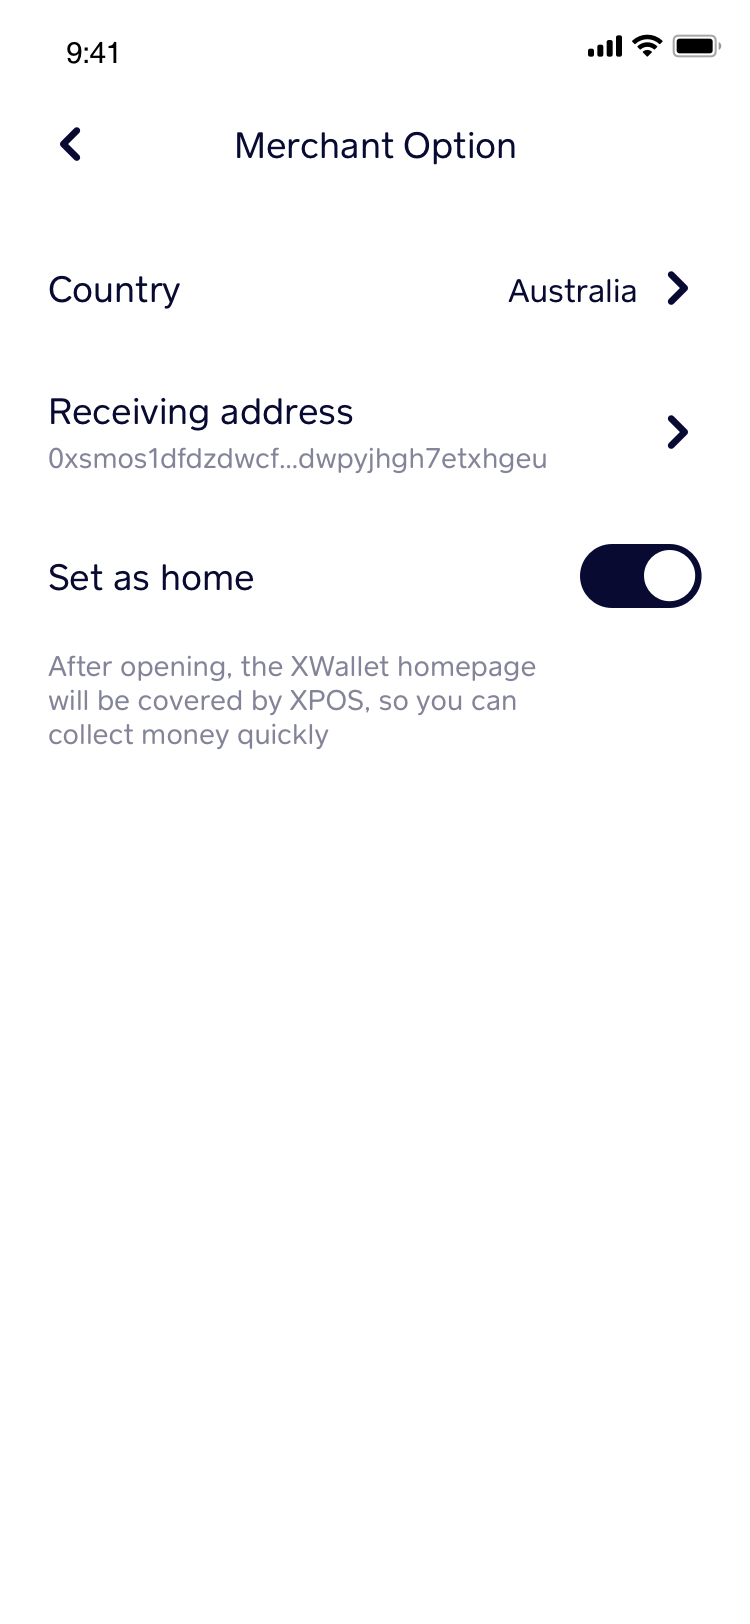 9:41
Merchant Option
Country
Australia
Receiving address
0xsmos1dfdzdwcf...dwpyjhgh7etxhgeu
Set as home
After opening, the XWallet homepage
will be covered by XPOS, so you can
collect money quickly